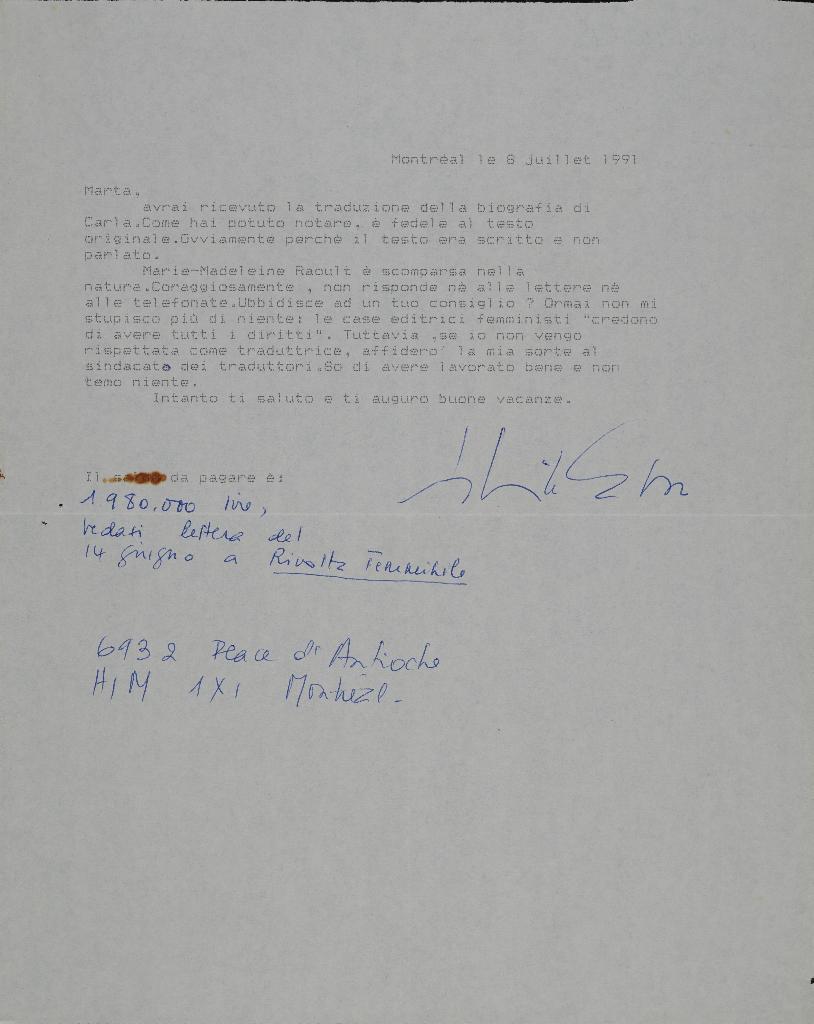 Montréal le 8 juillet 1991
Marta,
avrai ricevuto la traduzione della biografia di
Carla.Come hai potuto notare, è fedele al testo
originale.Ovviamente perchè il testo era scritto e non
parlato.
Marie-Madeleine Raoult è scomparsa nella
natura.Coraggiosamente , non risponde nè alle lettere nè
alle telefonate.Ubbidisce ad un tuo consiglio ? Ormai non mi
stupisco più di niente: le case editrici femministi "credono
di avere tutti i diritti". Tuttavia ,se io non vengo
rispettata come traduttrice, affidero' la mia sorte al
sindacato dei traduttori.So di avere lavorato bene e non
temo niente.
Intanto ti saluto e ti auguro buone vacanze.
Il da pagare è:
1980.000 lire,
vedasi lettera del
14 giugno a Rivolta Femminile
6932 Place d'Antioche
H1M 1X1 Montréal.